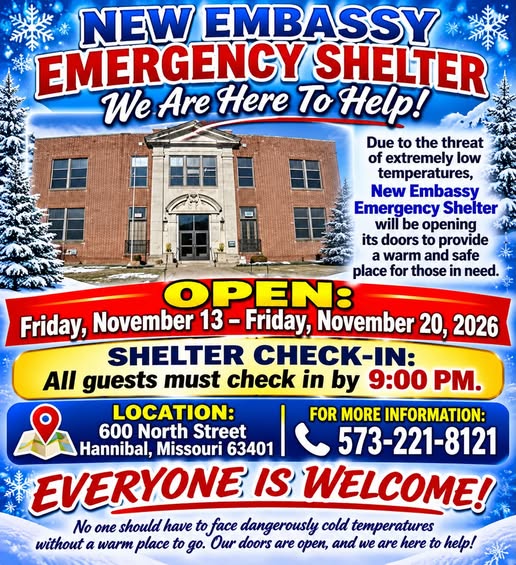 NEW EMBASSY
EMERGENCY SHELTER
We Are Here To Help!
Due to the threat
of extremely low
temperatures,
New Embassy
Emergency Shelter
will be opening
its doors to provide
a warm and safe
place for those in need.
OPEN:
Friday, November 13 – Friday, November 20, 2026
SHELTER CHECK-IN:
All guests must check in by 9:00 PM.
LOCATION:
600 North Street
Hannibal, Missouri 63401
FOR MORE INFORMATION:
573-221-8121
EVERYONE IS WELCOME!
No one should have to face dangerously cold temperatures
without a warm place to go. Our doors are open, and we are here to help!